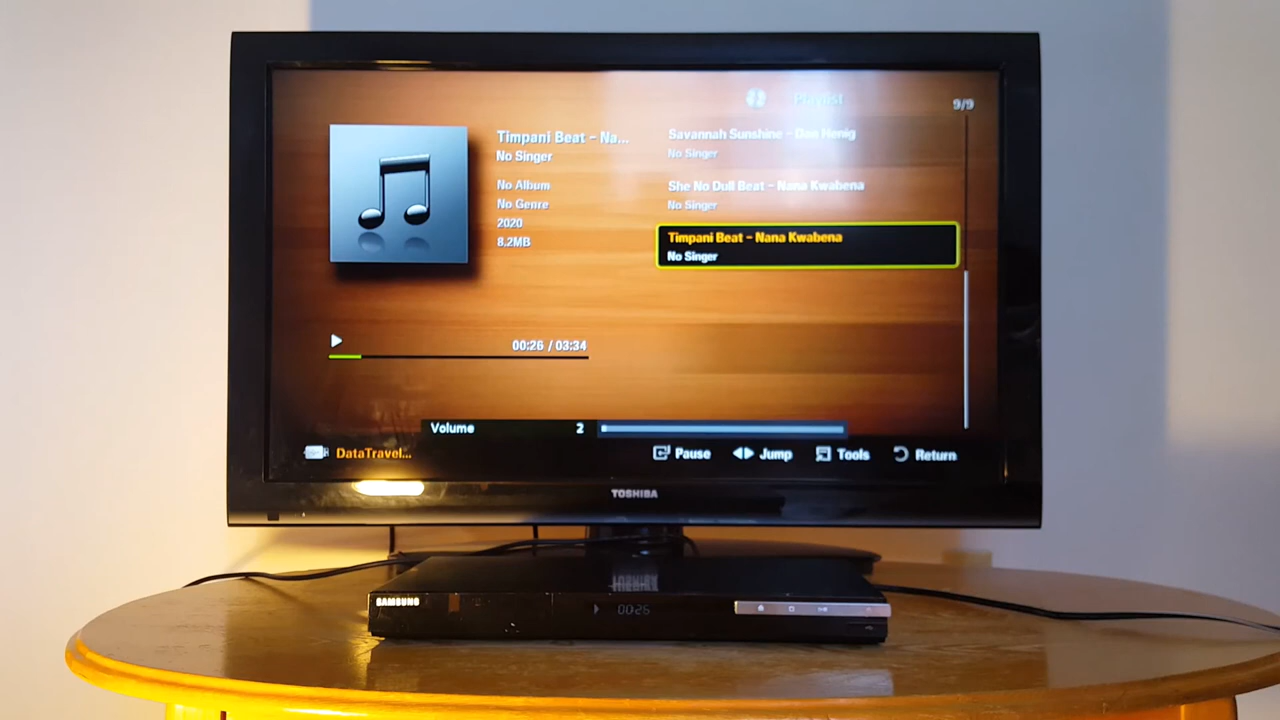 Playlist
9/9
Timpani Beat - Na...
No Singer
No Album
No Genre
2020
8.2MB
Savannah Sunshine - Dan Henig
No Singer
She No Dull Beat - Nana Kwabena
No Singer
Timpani Beat - Nana Kwabena
No Singer
00:26 / 03:34
Volume 2
DataTravel...
Pause Jump Tools Return
TOSHIBA
SAMSUNG
00:26